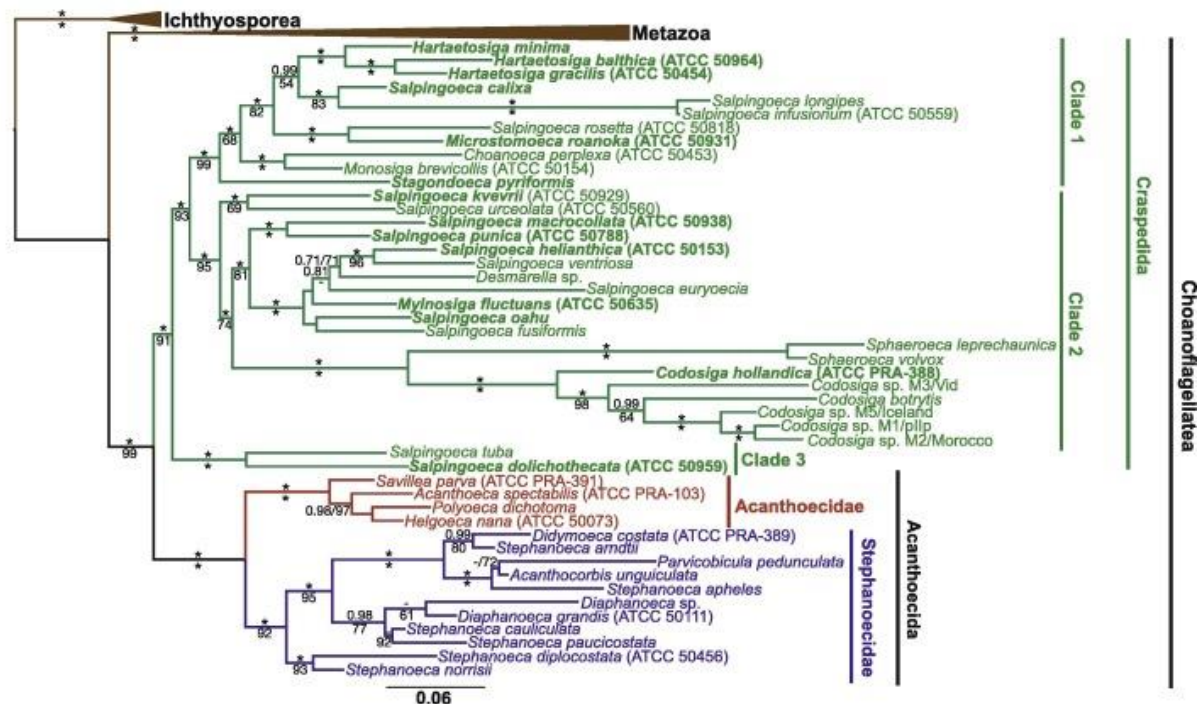 Ichthyosporea
*
*
Metazoa
*
*
Hartaetosiga minima
Hartaetosiga balthica (ATCC 50964)
Hartaetosiga gracilis (ATCC 50454)
*
*
*
*
0.99
54
Salpingoeca calixa
*
83
Salpingoeca longipes
*
*
Salpingoeca infusionum (ATCC 50559)
*
82
Salpingoeca rosetta (ATCC 50818)
*
*
Microstomoeca roanoka (ATCC 50931)
*
68
Choanoeca perplexa (ATCC 50453)
*
*
Monosiga brevicollis (ATCC 50154)
*
99
Stagondoeca pyriformis
Salpingoeca kvevrii (ATCC 50929)
*
69
Salpingoeca urceolata (ATCC 50560)
*
93
Salpingoeca macrocollata (ATCC 50938)
*
*
Salpingoeca punica (ATCC 50788)
Salpingoeca helianthica (ATCC 50153)
*
96
0.71/71
Salpingoeca ventriosa
*
95
*
81
0.81
-
Desmarella sp.
Salpingoeca euryoecia
Mylnosiga fluctuans (ATCC 50635)
*
*
Salpingoeca oahu
*
74
Salpingoeca fusiformis
*
91
Sphaeroeca leprechaunica
*
*
Sphaeroeca volvox
*
*
Codosiga hollandica (ATCC PRA-388)
*
*
Codosiga sp. M3/Vid
*
98
Codosiga botrytis
0.99
64
Codosiga sp. M5/Iceland
*
*
Codosiga sp. M1/pIIp
*
*
Codosiga sp. M2/Morocco
*
99
Salpingoeca tuba
*
*
Salpingoeca dolichothecata (ATCC 50959)
Clade 1
Clade 2
Clade 3
Craspedida
Choanoflagellatea
Savillea parva (ATCC PRA-391)
*
*
Acanthoeca spectabilis (ATCC PRA-103)
0.98/97
Polyoeca dichotoma
Helgoeca nana (ATCC 50073)
Acanthoecidae
*
*
Didymoeca costata (ATCC PRA-389)
0.99
80
Stephanoeca arndtii
*
*
-/72
Parvicobicula pedunculata
*
Acanthocorbis unguiculata
Stephanoeca apheles
*
95
Diaphanoeca sp.
-
61
Diaphanoeca grandis (ATCC 50111)
0.98
77
Stephanoeca cauliculata
92
Stephanoeca paucicostata
*
92
Stephanoeca diplocostata (ATCC 50456)
*
93
Stephanoeca norrisii
Stephanoecidae
Acanthoecida
0.06